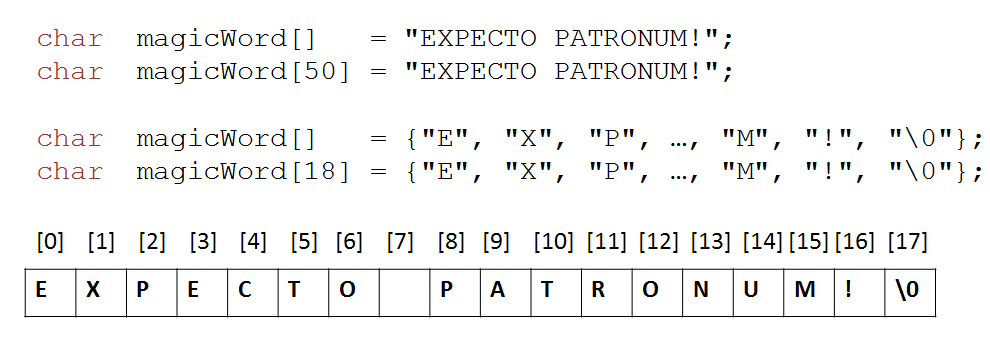 char magicWord[] = "EXPECTO PATRONUM!";
char magicWord[50] = "EXPECTO PATRONUM!";
char magicWord[] = {"E", "X", "P", …, "M", "!", "\0"};
char magicWord[18] = {"E", "X", "P", …, "M", "!", "\0"};
[0] [1] [2] [3] [4] [5] [6] [7] [8] [9] [10] [11] [12] [13] [14] [15] [16] [17]
E X P E C T O P A T R O N U M ! \0